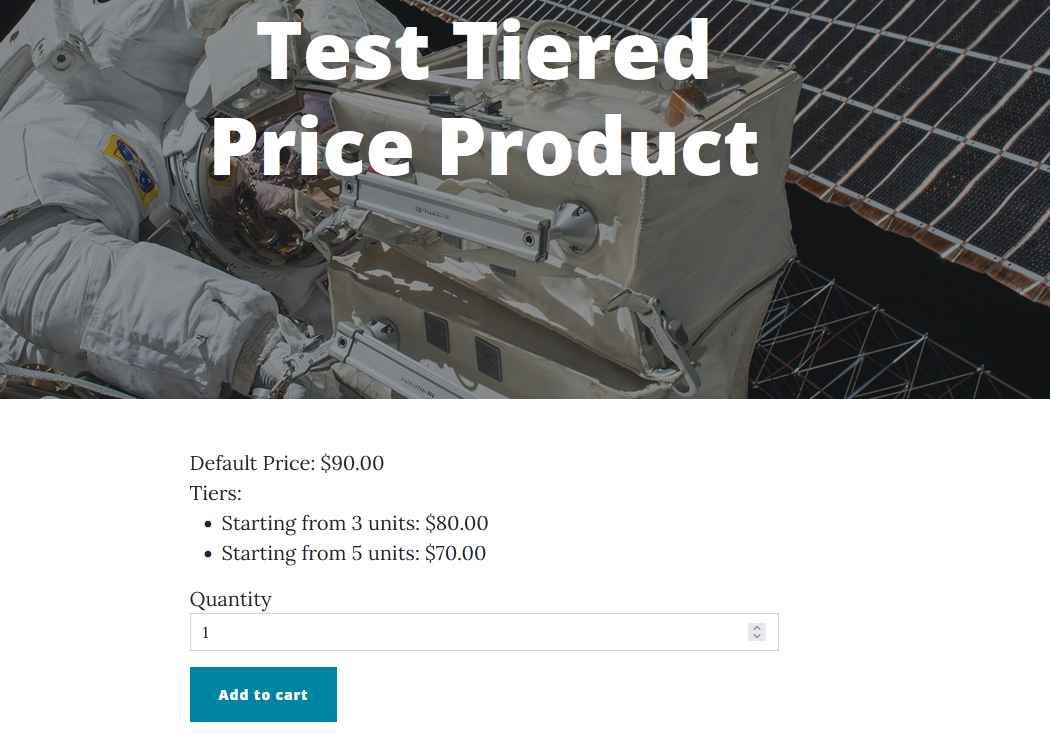 Test Tiered
Price Product
Default Price: $90.00
Tiers:
• Starting from 3 units: $80.00
• Starting from 5 units: $70.00
Quantity
1
Add to cart